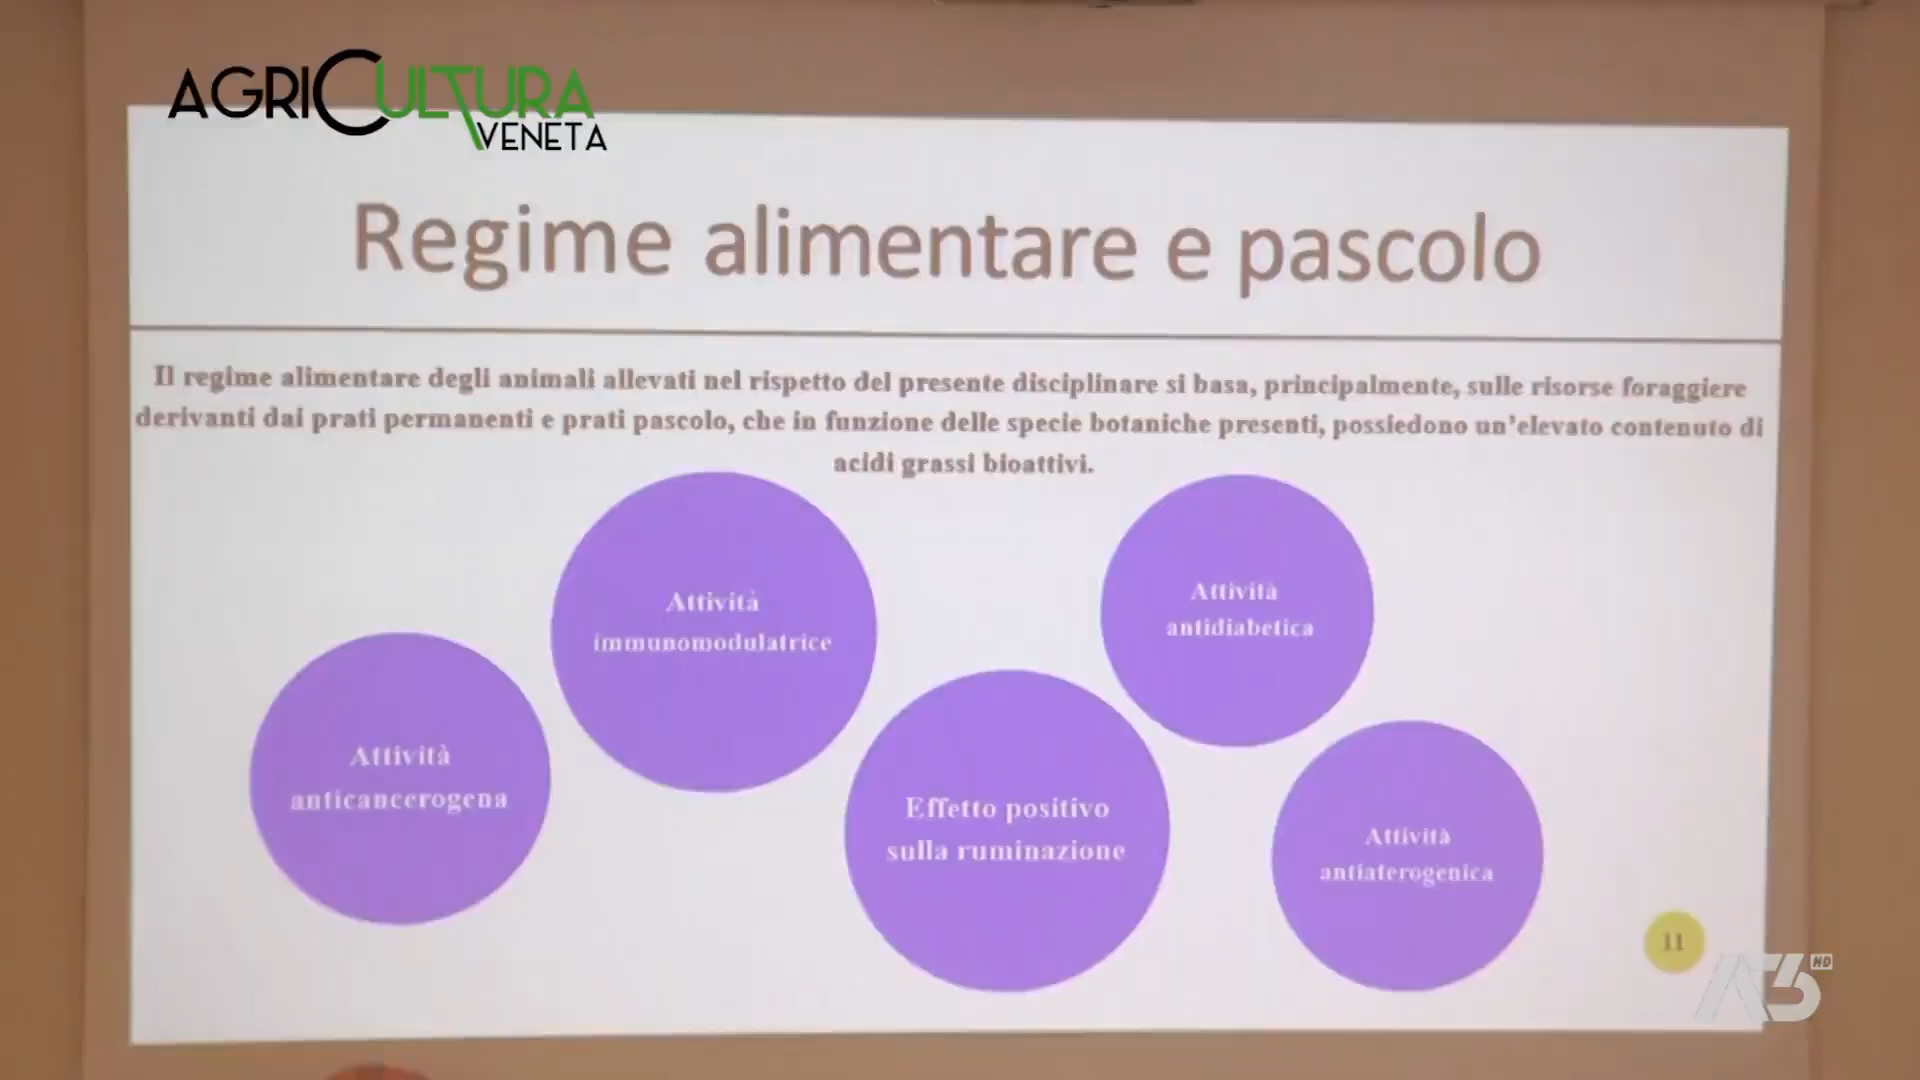 AGRICULTURA
VENETA
Regime alimentare e pascolo
Il regime alimentare degli animali allevati nel rispetto del presente disciplinare si basa, principalmente, sulle risorse foraggiere
derivanti dai prati permanenti e prati pascolo, che in funzione delle specie botaniche presenti, possiedono un'elevato contenuto di
acidi grassi bioattivi.
Attività
immunomodulatrice
Attività
antidiabetica
Attività
anticancerogena
Effetto positivo
sulla ruminazione
Attività
antiaterogenica
11
A3 HD